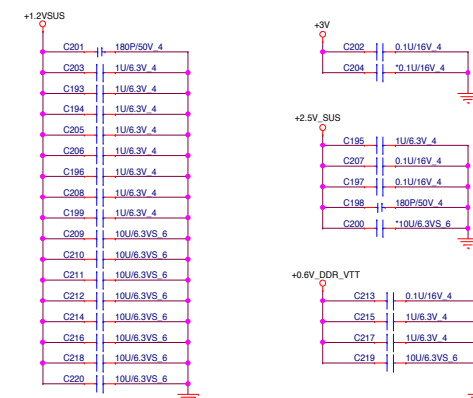 +1.2VSUS
C201 180P/50V_4
C203 1U/6.3V_4
C193 1U/6.3V_4
C194 1U/6.3V_4
C205 1U/6.3V_4
C206 1U/6.3V_4
C196 1U/6.3V_4
C208 1U/6.3V_4
C199 1U/6.3V_4
C209 10U/6.3VS_6
C210 10U/6.3VS_6
C211 10U/6.3VS_6
C212 10U/6.3VS_6
C214 10U/6.3VS_6
C216 10U/6.3VS_6
C218 10U/6.3VS_6
C220 10U/6.3VS_6
+3V
C202 0.1U/16V_4
C204 *0.1U/16V_4
+2.5V_SUS
C195 1U/6.3V_4
C207 0.1U/16V_4
C197 0.1U/16V_4
C198 180P/50V_4
C200 *10U/6.3VS_6
+0.6V_DDR_VTT
C213 0.1U/16V_4
C215 1U/6.3V_4
C217 1U/6.3V_4
C219 10U/6.3VS_6